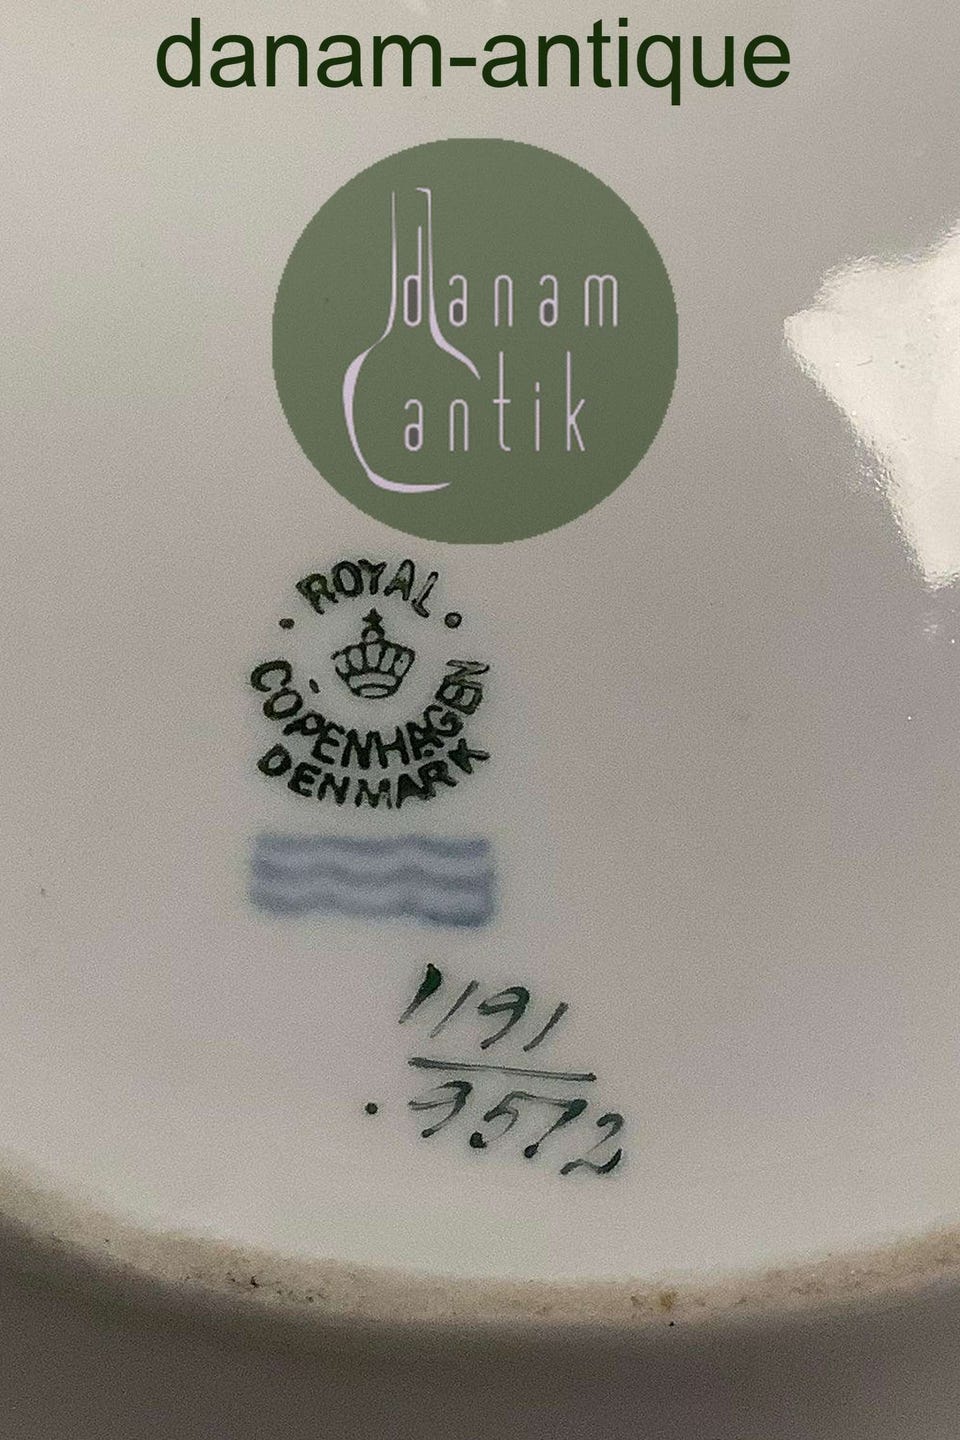 danam-antique
danam
antik
ROYAL
COPENHAGEN
DENMARK
1191
3572